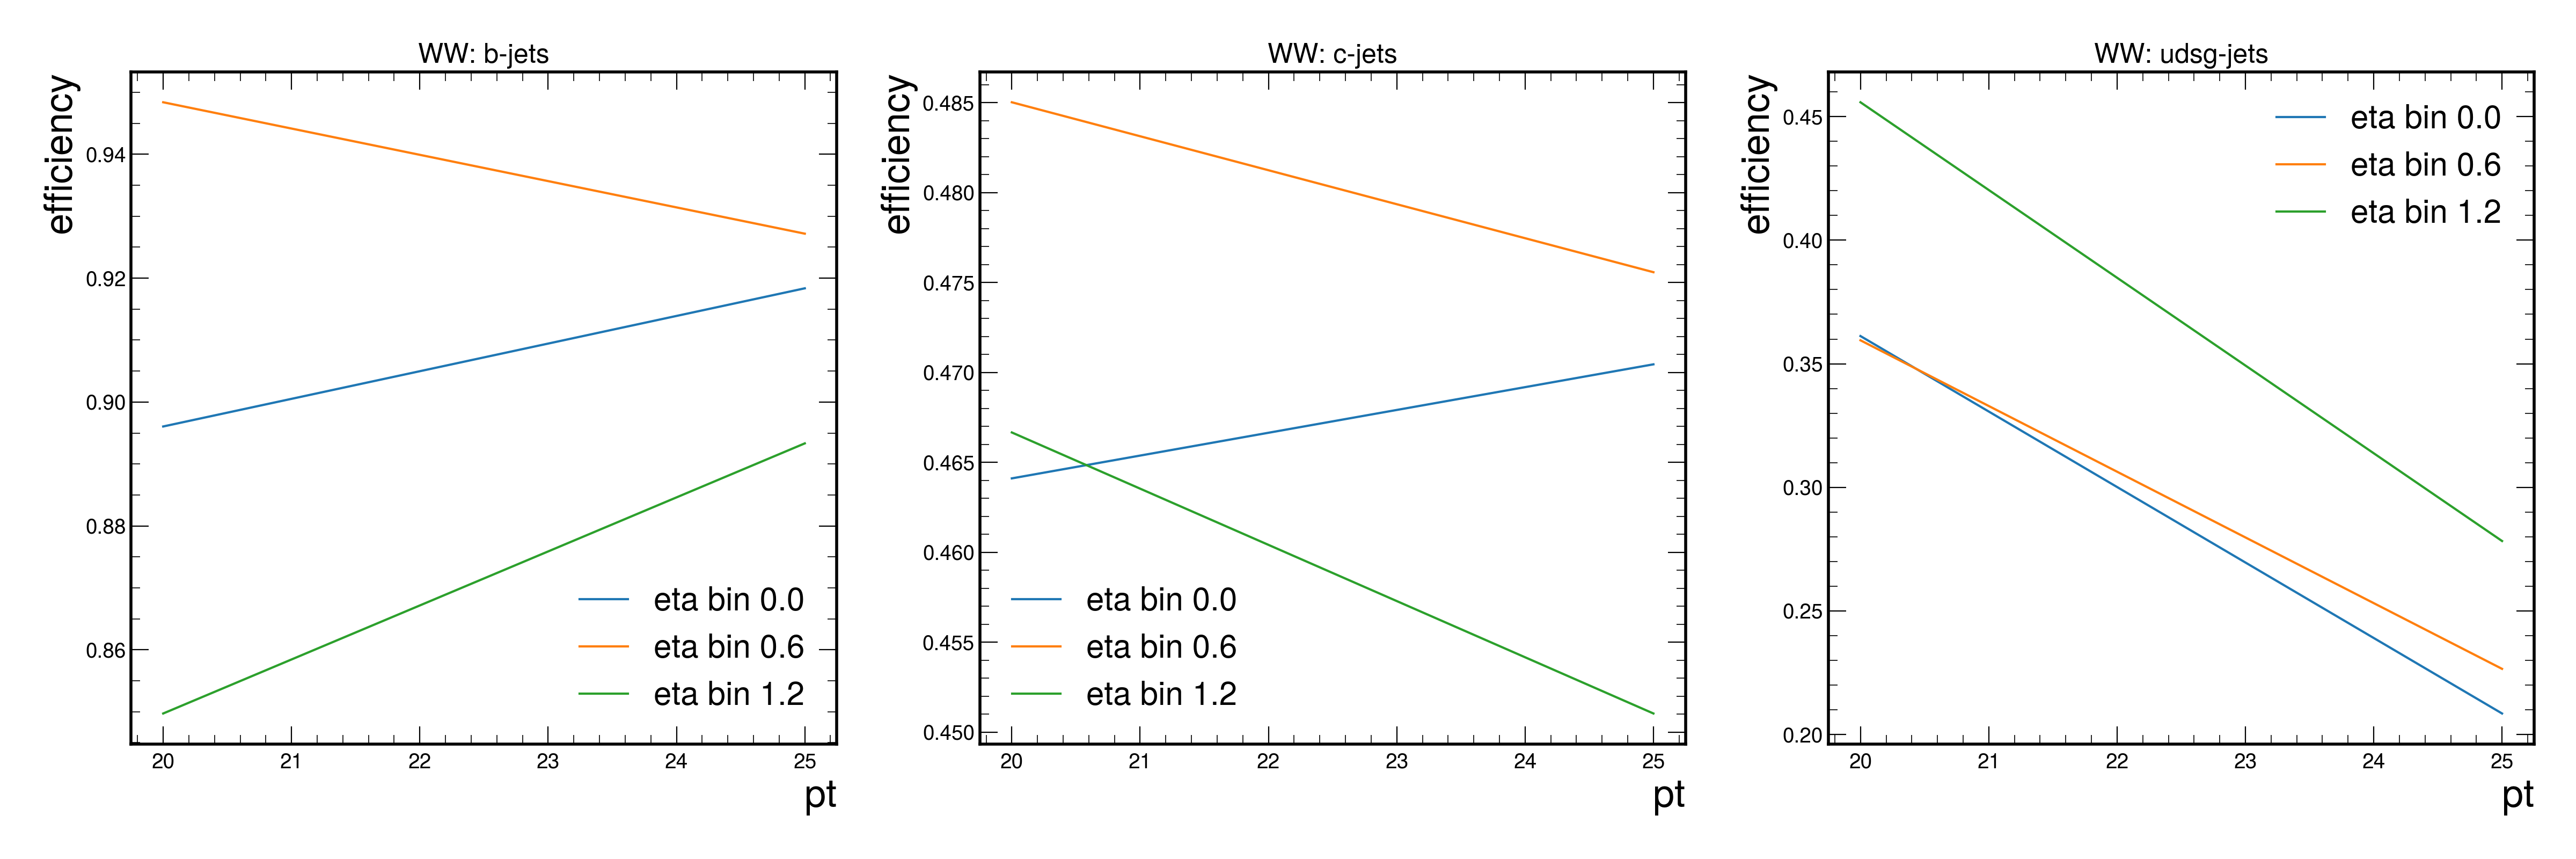 WW: b-jets
efficiency
0.94
0.92
0.90
0.88
0.86
eta bin 0.0
eta bin 0.6
eta bin 1.2
20 21 22 23 24 25
pt
WW: c-jets
efficiency
0.485
0.480
0.475
0.470
0.465
0.460
0.455
0.450
eta bin 0.0
eta bin 0.6
eta bin 1.2
20 21 22 23 24 25
pt
WW: udsg-jets
efficiency
0.45
0.40
0.35
0.30
0.25
0.20
eta bin 0.0
eta bin 0.6
eta bin 1.2
20 21 22 23 24 25
pt